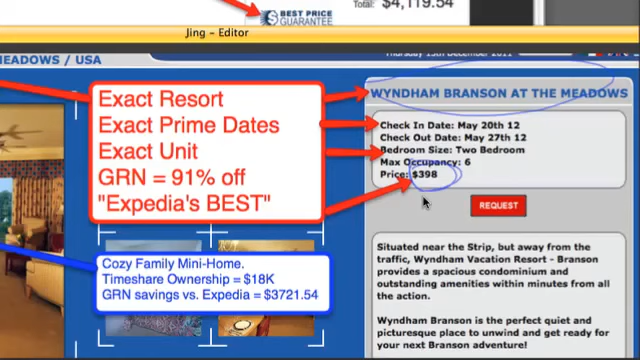 Total: $4,119.54
BEST PRICE
GUARANTEE
Jing - Editor
MEADOWS / USA
Thursday 15th December 2011
WYNDHAM BRANSON AT THE MEADOWS
Exact Resort
Exact Prime Dates
Exact Unit
GRN = 91% off
"Expedia's BEST"
Check In Date: May 20th 12
Check Out Date: May 27th 12
Bedroom Size: Two Bedroom
Max Occupancy: 6
Price: $398
REQUEST
Cozy Family Mini-Home.
Timeshare Ownership = $18K
GRN savings vs. Expedia = $3721.54
Situated near the Strip, but away from the
traffic, Wyndham Vacation Resort - Branson
provides a spacious condominium and
outstanding amenities within minutes from all
the action.
Wyndham Branson is the perfect quiet and
picturesque place to unwind and get ready for
your next Branson adventure!